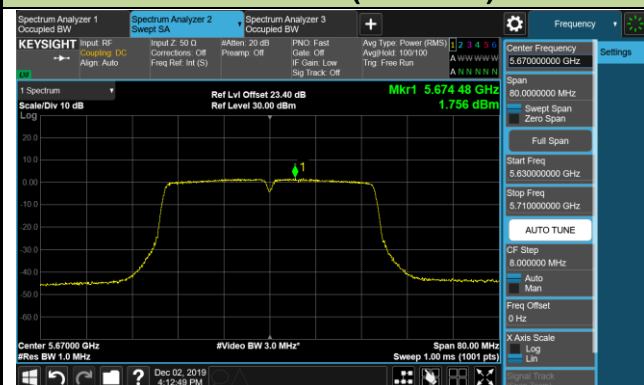 Spectrum Analyzer 1
Occupied BW
Spectrum Analyzer 2
Swept SA
Spectrum Analyzer 3
Occupied BW
+
Frequency
KEYSIGHT
Input: RF
Coupling: DC
Align: Auto
Input Z: 50 Ω
Corrections: Off
Freq Ref: Int (S)
#Atten: 20 dB
Preamp: Off
PNO: Fast
Gate: Off
IF Gain: Low
Sig Track: Off
Avg Type: Power (RMS)
Avg|Hold: 100/100
Trig: Free Run
1 2 3 4 5 6
A W W W W W
A N N N N N
1 Spectrum
Scale/Div 10 dB
Log
Ref Lvl Offset 23.40 dB
Ref Level 30.00 dBm
Mkr1 5.674 48 GHz
1.756 dBm
20.0
10.0
0.00
-10.0
-20.0
-30.0
-40.0
-50.0
-60.0
1
Center 5.67000 GHz
#Res BW 1.0 MHz
#Video BW 3.0 MHz*
Span 80.00 MHz
Sweep 1.00 ms (1001 pts)
?
Dec 02, 2019
4:12:49 PM
Center Frequency
5.670000000 GHz
Span
80.0000000 MHz
Swept Span
Zero Span
Full Span
Start Freq
5.630000000 GHz
Stop Freq
5.710000000 GHz
AUTO TUNE
CF Step
8.000000 MHz
Auto
Man
Freq Offset
0 Hz
X Axis Scale
Log
Lin
Signal Track
Settings